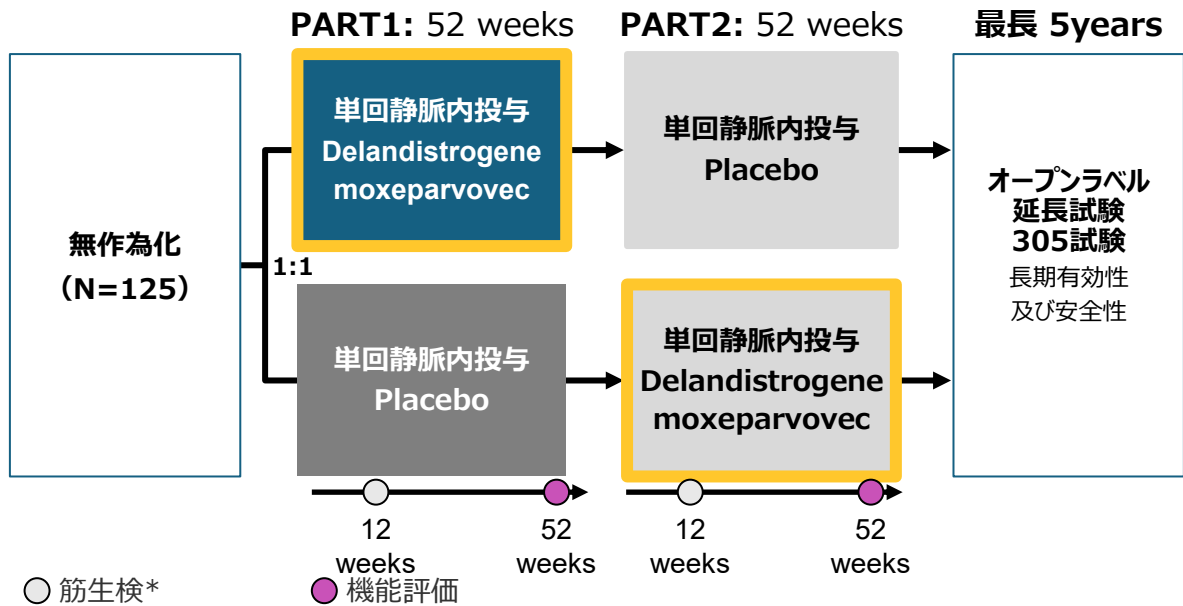 PART1: 52 weeks
PART2: 52 weeks
最長 5years
無作為化
（N=125）
1:1
単回静脈内投与
Delandistrogene
moxeparvovec
単回静脈内投与
Placebo
単回静脈内投与
Placebo
単回静脈内投与
Delandistrogene
moxeparvovec
オープンラベル
延長試験
305試験
長期有効性
及び安全性
12
weeks
52
weeks
12
weeks
52
weeks
筋生検*
機能評価